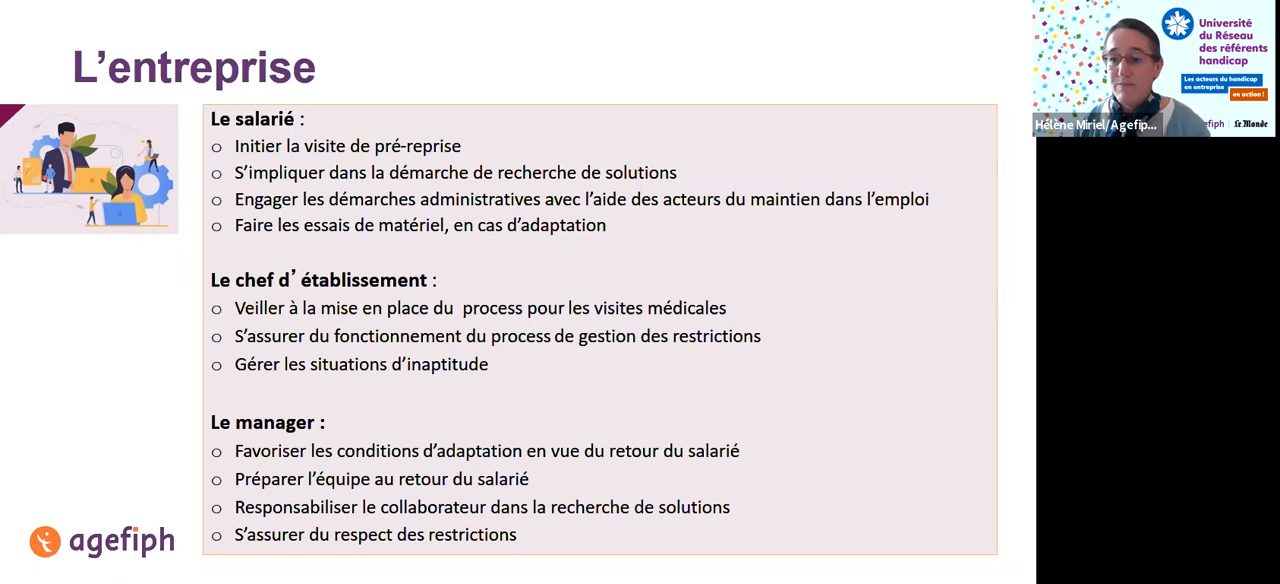 L’entreprise
Le salarié :
o Initier la visite de pré-reprise
o S’impliquer dans la démarche de recherche de solutions
o Engager les démarches administratives avec l’aide des acteurs du maintien dans l’emploi
o Faire les essais de matériel, en cas d’adaptation
Le chef d’établissement :
o Veiller à la mise en place du  process pour les visites médicales
o S’assurer du fonctionnement du process de gestion des restrictions
o Gérer les situations d’inaptitude
Le manager :
o Favoriser les conditions d’adaptation en vue du retour du salarié
o Préparer l’équipe au retour du salarié
o Responsabiliser le collaborateur dans la recherche de solutions
o S’assurer du respect des restrictions
agefiph
Université
du Réseau
des référents
handicap
Les acteurs du handicap
en entreprise
en action !
Hélène Miriel/Agefip...
efiph
Le Monde